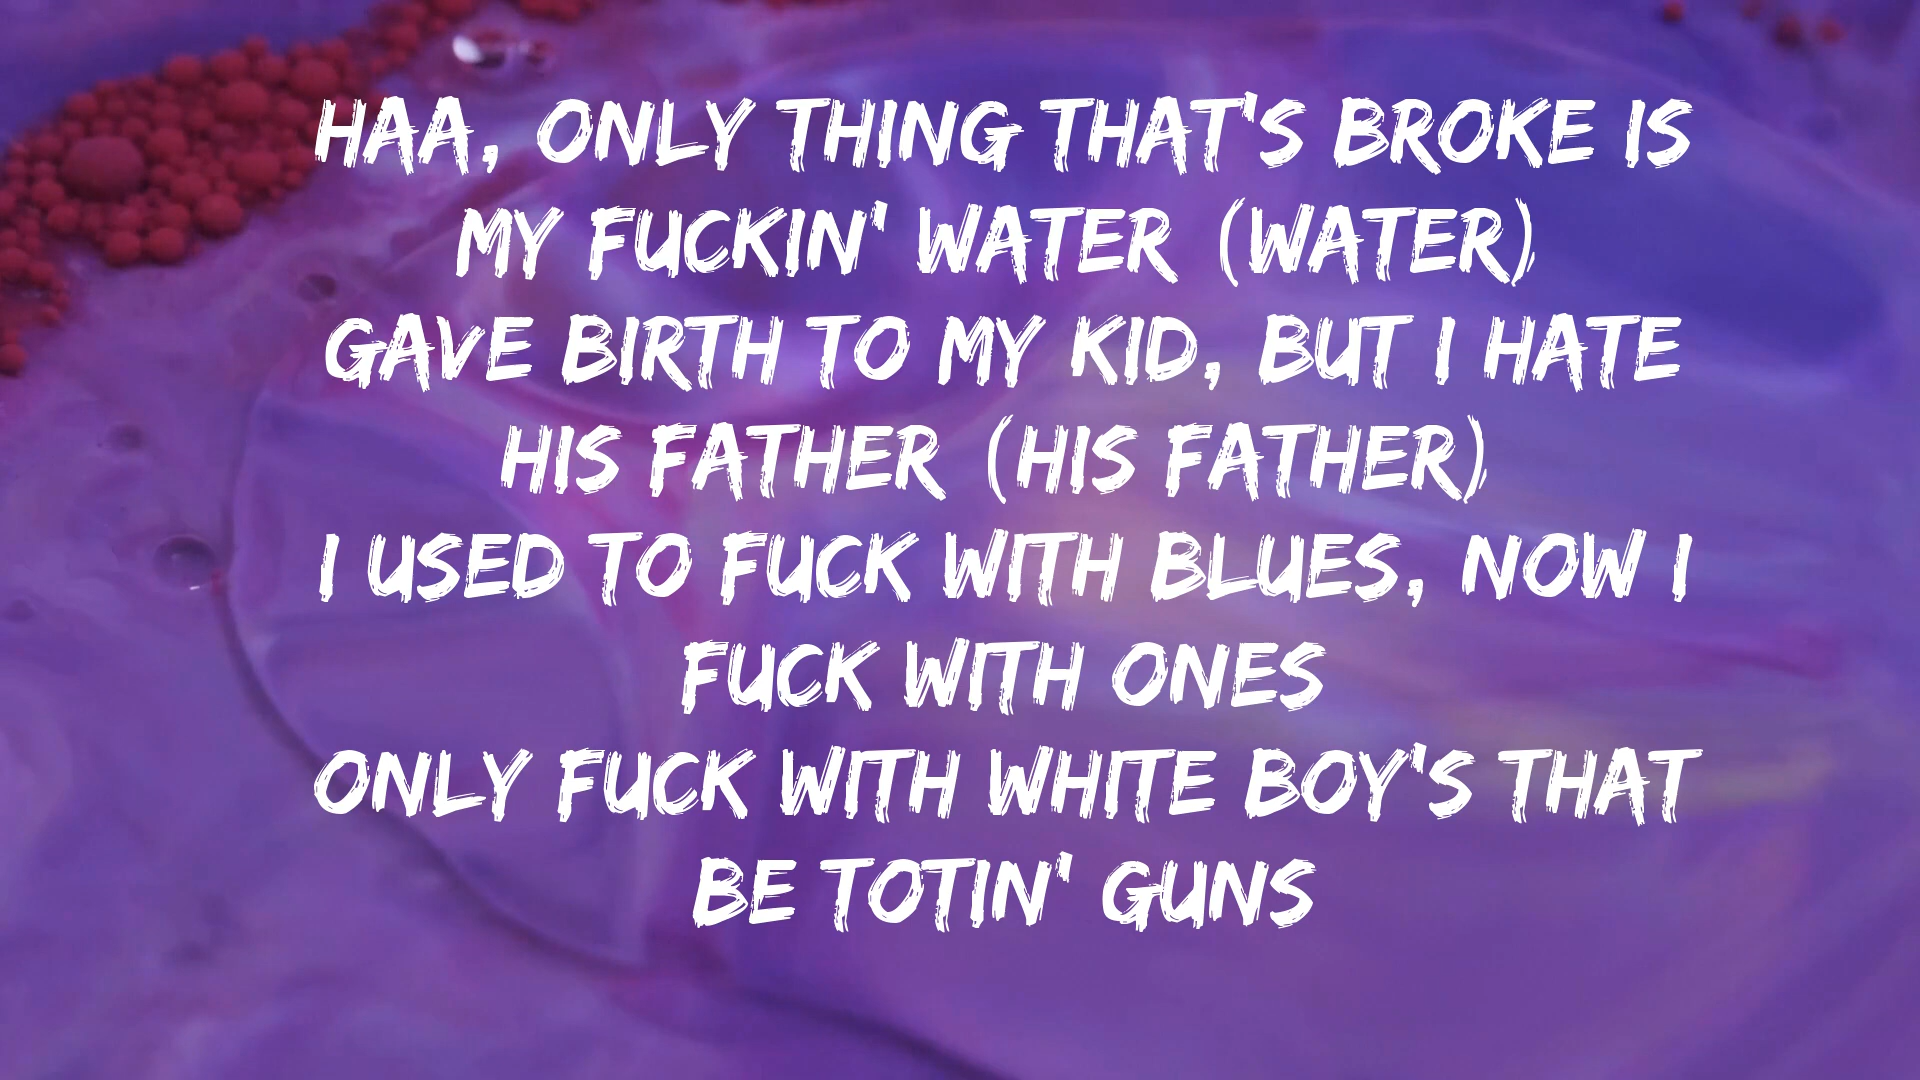 HAA, ONLY THING THAT'S BROKE IS
MY FUCKIN' WATER (WATER)
GAVE BIRTH TO MY KID, BUT I HATE
HIS FATHER (HIS FATHER)
I USED TO FUCK WITH BLUES, NOW I
FUCK WITH ONES
ONLY FUCK WITH WHITE BOY'S THAT
BE TOTIN' GUNS